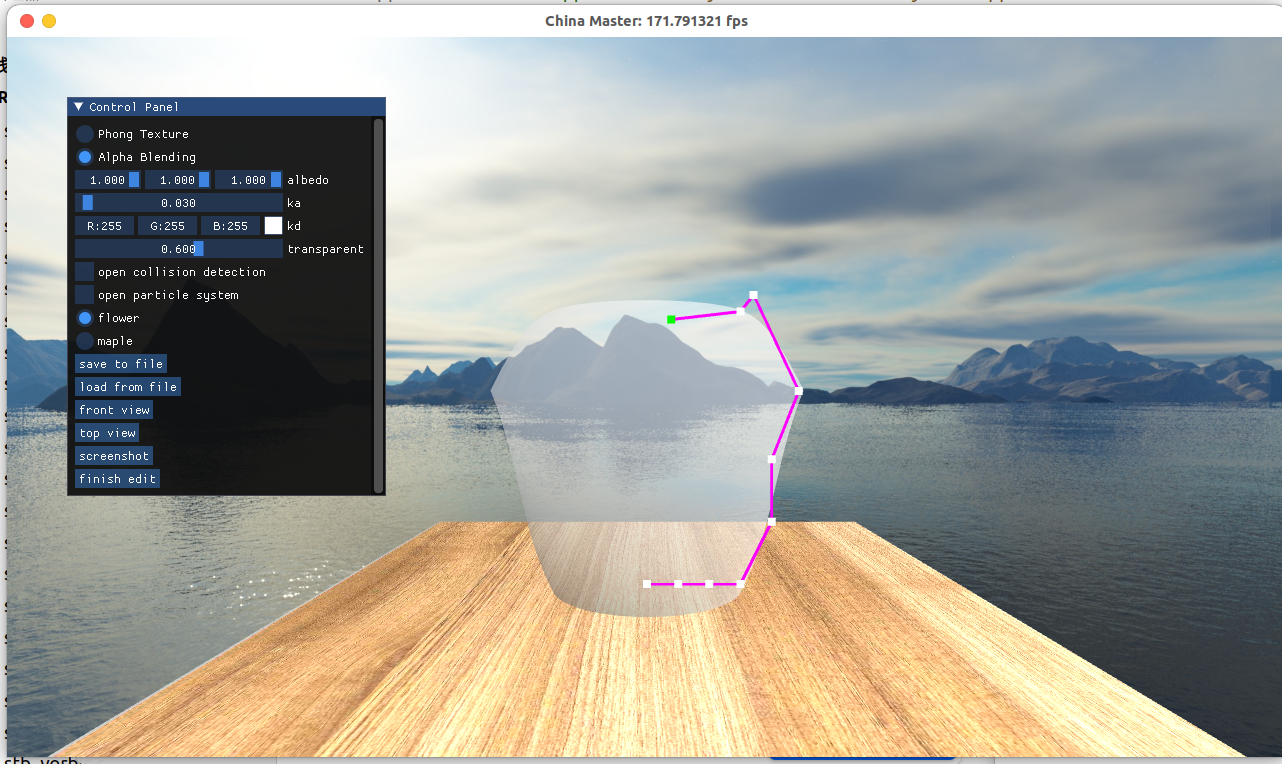 China Master: 171.791321 fps
Control Panel
Phong Texture
Alpha Blending
1.000 1.000 1.000 albedo
0.030 ka
R:255 G:255 B:255 kd
0.600 transparent
open collision detection
open particle system
flower
maple
save to file
load from file
front view
top view
screenshot
finish edit